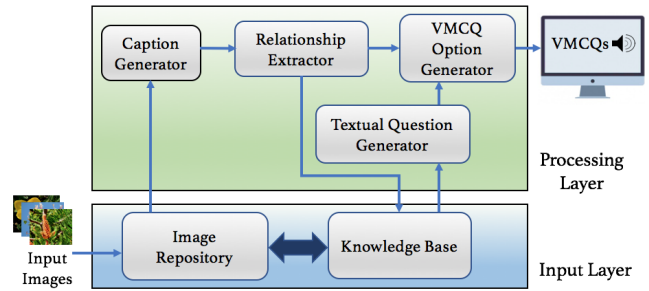 Caption
Generator
Relationship
Extractor
VMCQ
Option
Generator
VMCQs
Textual Question
Generator
Processing
Layer
Input
Images
Image
Repository
Knowledge Base
Input Layer